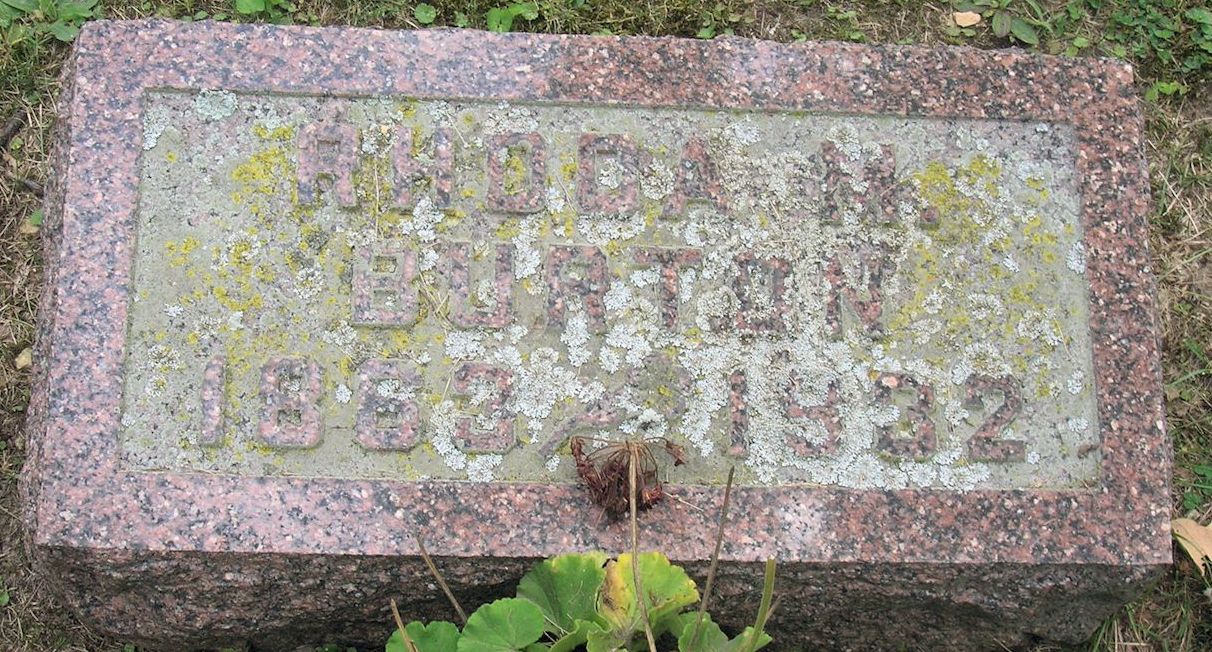 RHODA M.
BURTON
1863-1932